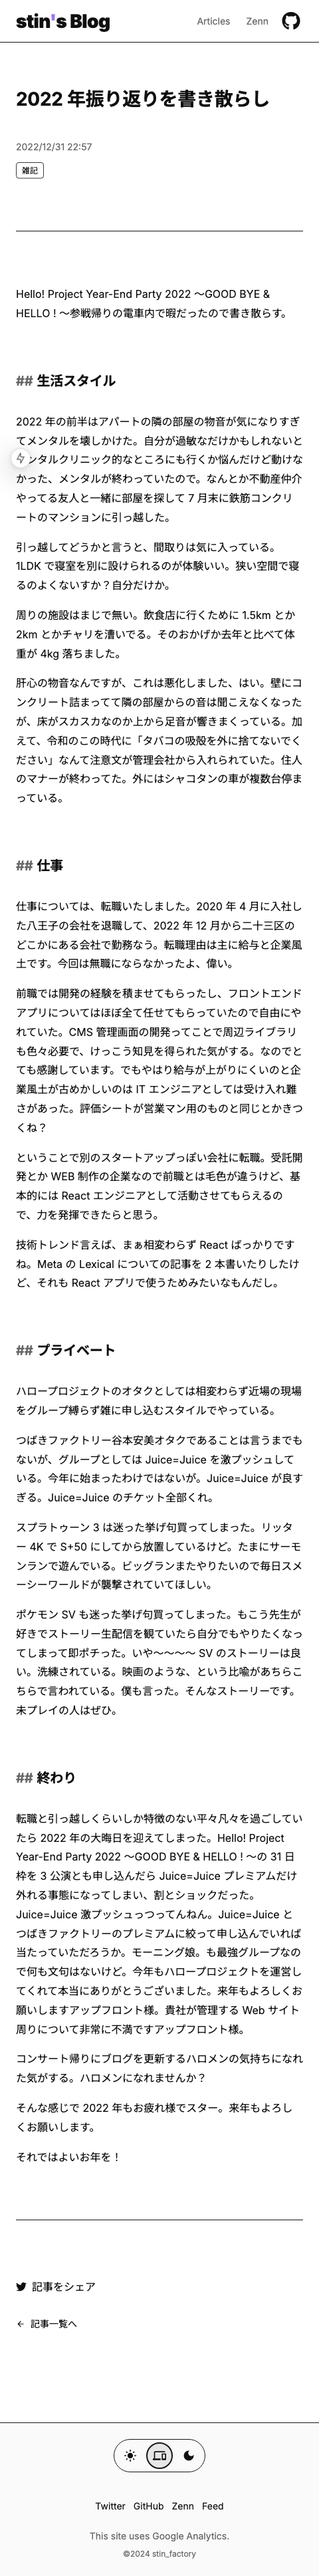 stin's Blog
Articles
Zenn
2022 年振り返りを書き散らし
2022/12/31 22:57
雑記
Hello! Project Year-End Party 2022 〜GOOD BYE &
HELLO ! 〜参戦帰りの電車内で暇だったので書き散らす。
## 生活スタイル
2022 年の前半はアパートの隣の部屋の物音が気になりすぎ
てメンタルを壊しかけた。自分が過敏なだけかもしれないと
ンタルクリニック的なところにも行くか悩んだけど動けな
かった、メンタルが終わっていたので。なんとか不動産仲介
やってる友人と一緒に部屋を探して 7 月末に鉄筋コンクリ
ートのマンションに引っ越した。
引っ越してどうかと言うと、間取りは気に入っている。
1LDK で寝室を別に設けられるのが体験いい。狭い空間で寝
るのよくないすか？自分だけか。
周りの施設はまじで無い。飲食店に行くために 1.5km とか
2km とかチャリを漕いでる。そのおかげか去年と比べて体
重が 4kg 落ちました。
肝心の物音なんですが、これは悪化しました、はい。壁にコ
ンクリート詰まってて隣の部屋からの音は聞こえなくなった
が、床がスカスカなのか上から足音が響きまくっている。加
えて、令和のこの時代に「タバコの吸殻を外に捨てないでく
ださい」なんて注意文が管理会社から入れられていた。住人
のマナーが終わってた。外にはシャコタンの車が複数台停ま
っている。
## 仕事
仕事については、転職いたしました。2020 年 4 月に入社し
た八王子の会社を退職して、2022 年 12 月から二十三区の
どこかにある会社で勤務なう。転職理由は主に給与と企業風
土です。今回は無職にならなかったよ、偉い。
前職では開発の経験を積ませてもらったし、フロントエンド
アプリについてはほぼ全て任せてもらっていたので自由にや
れていた。CMS 管理画面の開発ってことで周辺ライブラリ
も色々必要で、けっこう知見を得られた気がする。なのでと
ても感謝しています。でもやはり給与が上がりにくいのと企
業風土が古めかしいのは IT エンジニアとしては受け入れ難
さがあった。評価シートが営業マン用のものと同じとかきつ
くね？
ということで別のスタートアップっぽい会社に転職。受託開
発とか WEB 制作の企業なので前職とは毛色が違うけど、基
本的には React エンジニアとして活動させてもらえるの
で、力を発揮できたらと思う。
技術トレンド言えば、まぁ相変わらず React ばっかりです
ね。Meta の Lexical についての記事を 2 本書いたりしたけ
ど、それも React アプリで使うためみたいなもんだし。
## プライベート
ハロープロジェクトのオタクとしては相変わらず近場の現場
をグループ縛らず雑に申し込むスタイルでやっている。
つばきファクトリー谷本安美オタクであることは言うまでも
ないが、グループとしては Juice=Juice を激プッシュして
いる。今年に始まったわけではないが。Juice=Juice が良す
ぎる。Juice=Juice のチケット全部くれ。
スプラトゥーン 3 は迷った挙げ句買ってしまった。リッタ
ー 4K で S+50 にしてから放置しているけど。たまにサーモ
ンランで遊んでいる。ビッグランまたやりたいので毎日スメ
ーシーワールドが襲撃されていてほしい。
ポケモン SV も迷った挙げ句買ってしまった。もこう先生が
好きでストーリー生配信を観ていたら自分でもやりたくなっ
てしまって即ポチった。いや〜〜〜〜 SV のストーリーは良
い。洗練されている。映画のような、という比喩があちらこ
ちらで言われている。僕も言った。そんなストーリーです。
未プレイの人はぜひ。
## 終わり
転職と引っ越しくらいしか特徴のない平々凡々を過ごしてい
たら 2022 年の大晦日を迎えてしまった。Hello! Project
Year-End Party 2022 〜GOOD BYE & HELLO ! 〜の 31 日
枠を 3 公演とも申し込んだら Juice=Juice プレミアムだけ
外れる事態になってしまい、割とショックだった。
Juice=Juice 激プッシュっつってんねん。Juice=Juice と
つばきファクトリーのプレミアムに絞って申し込んでいれば
当たっていただろうか。モーニング娘。も最強グループなの
で何も文句はないけど。今年もハロープロジェクトを運営し
てくれて本当にありがとうございました。来年もよろしくお
願いしますアップフロント様。貴社が管理する Web サイト
周りについて非常に不満ですアップフロント様。
コンサート帰りにブログを更新するハロメンの気持ちになれ
た気がする。ハロメンになれませんか？
そんな感じで 2022 年もお疲れ様でスター。来年もよろし
くお願いします。
それではよいお年を！
記事をシェア
記事一覧へ
Twitter GitHub Zenn Feed
This site uses Google Analytics.
©2024 stin_factory